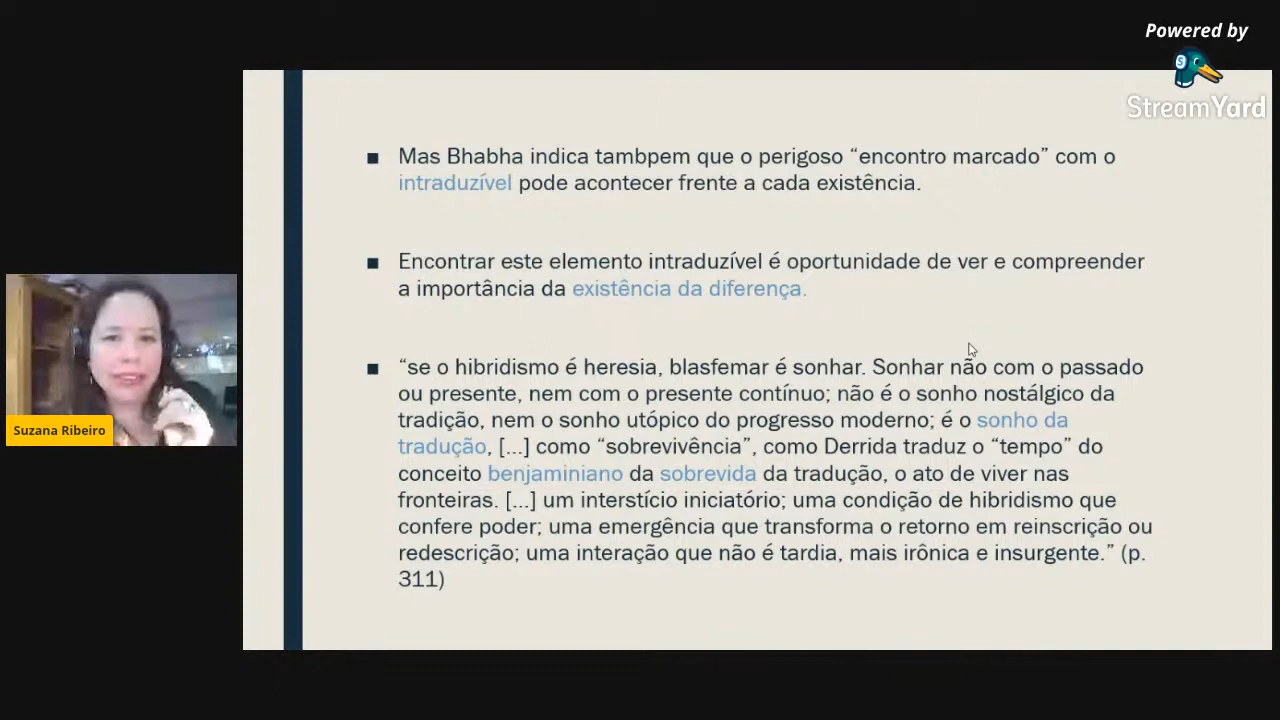 Powered by
StreamYard
■ Mas Bhabha indica tambpem que o perigoso “encontro marcado” com o
intraduzível pode acontecer frente a cada existência.
■ Encontrar este elemento intraduzível é oportunidade de ver e compreender
a importância da existência da diferença.
■ “se o hibridismo é heresia, blasfemar é sonhar. Sonhar não com o passado
ou presente, nem com o presente contínuo; não é o sonho nostálgico da
tradição, nem o sonho utópico do progresso moderno; é o sonho da
tradução, [...] como “sobrevivência”, como Derrida traduz o “tempo” do
conceito benjaminiano da sobrevida da tradução, o ato de viver nas
fronteiras. [...] um interstício iniciatório; uma condição de hibridismo que
confere poder; uma emergência que transforma o retorno em reinscrição ou
redescrição; uma interação que não é tardia, mais irônica e insurgente.” (p.
311)
Suzana Ribeiro